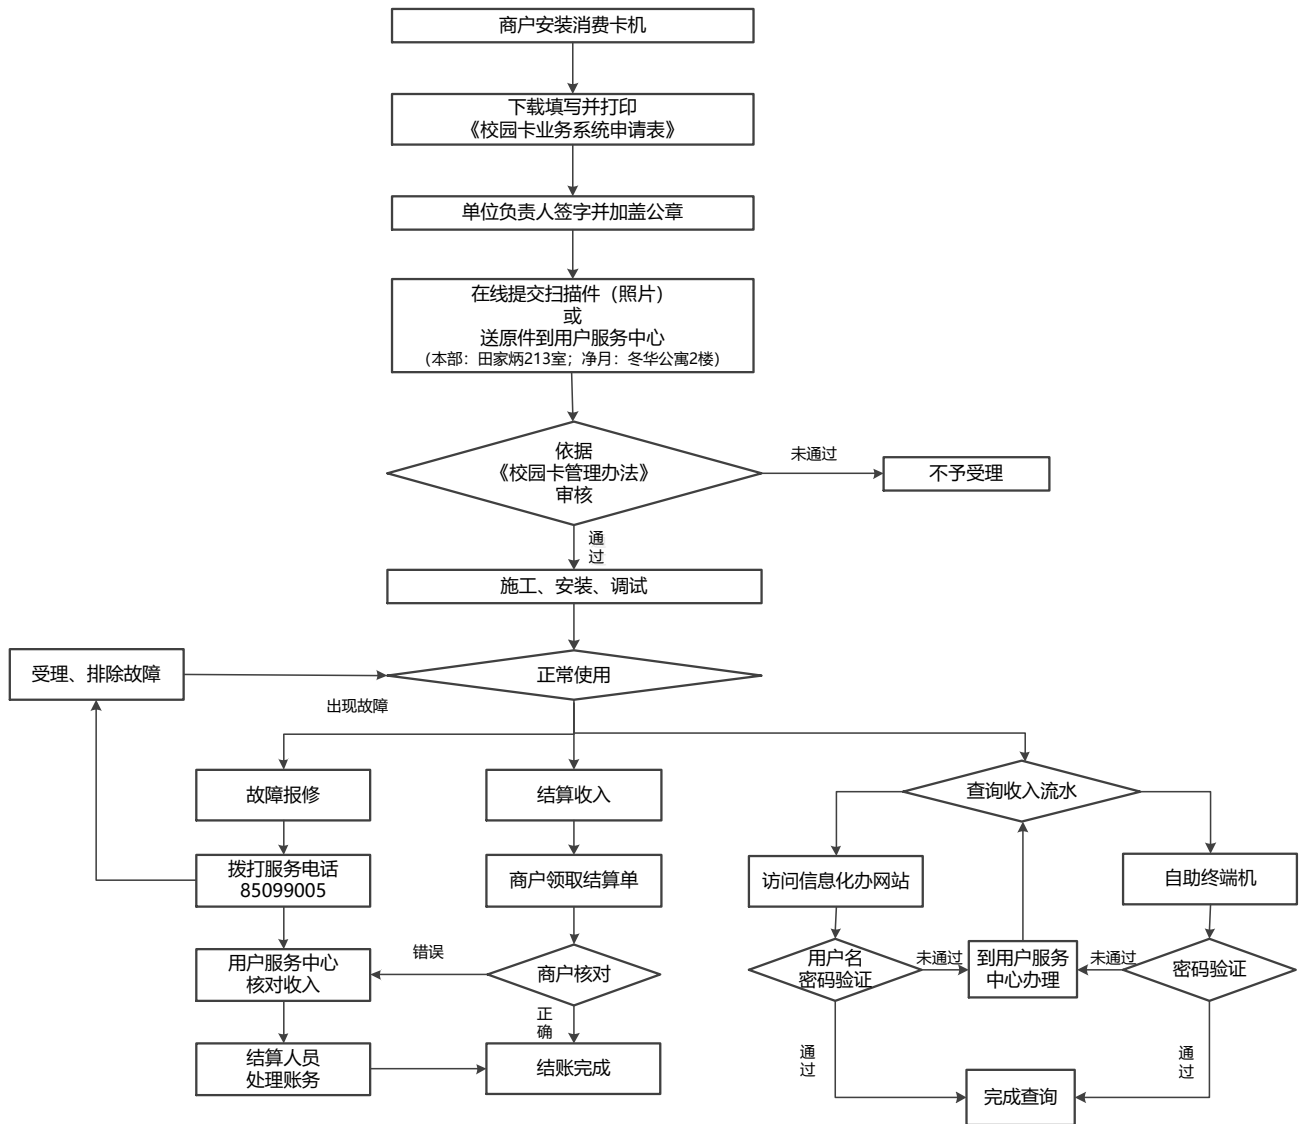 商户安装消费卡机
下载填写并打印
《校园卡业务系统申请表》
单位负责人签字并加盖公章
在线提交扫描件（照片）
或
送原件到用户服务中心
（本部：田家炳213室；净月：冬华公寓2楼）
依据
《校园卡管理办法》
审核
未通过
不予受理
通
过
施工、安装、调试
受理、排除故障
正常使用
出现故障
故障报修
结算收入
查询收入流水
拨打服务电话
85099005
商户领取结算单
访问信息化办网站
自助终端机
用户服务中心
核对收入
错误
商户核对
用户名
密码验证
未通过
到用户服务
中心办理
未通过
密码验证
正
确
结算人员
处理账务
结账完成
通
过
通
过
完成查询